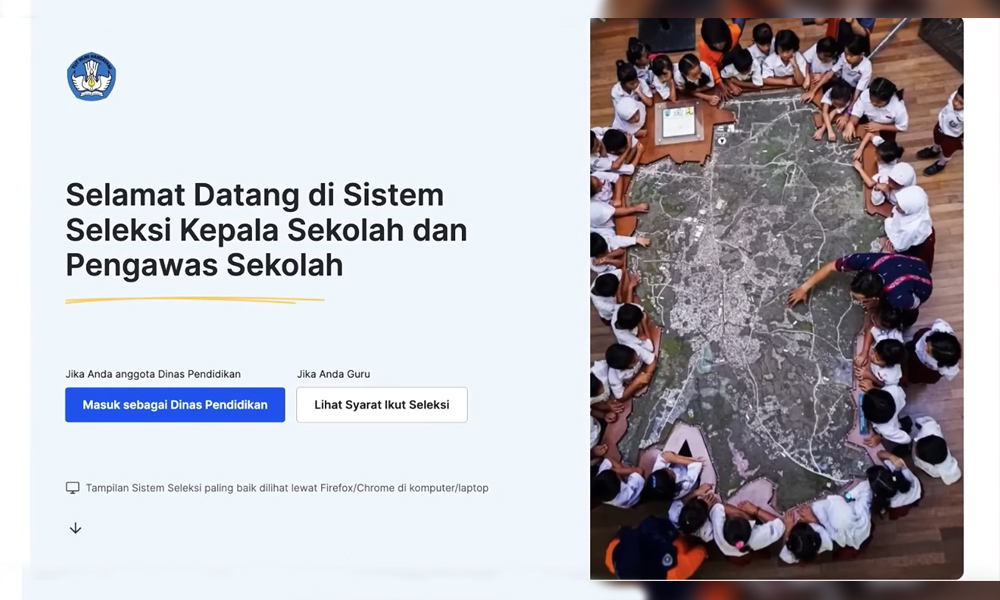 Selamat Datang di Sistem
Seleksi Kepala Sekolah dan
Pengawas Sekolah
Jika Anda anggota Dinas Pendidikan
Jika Anda Guru
Masuk sebagai Dinas Pendidikan
Lihat Syarat Ikut Seleksi
Tampilan Sistem Seleksi paling baik dilihat lewat Firefox/Chrome di komputer/laptop